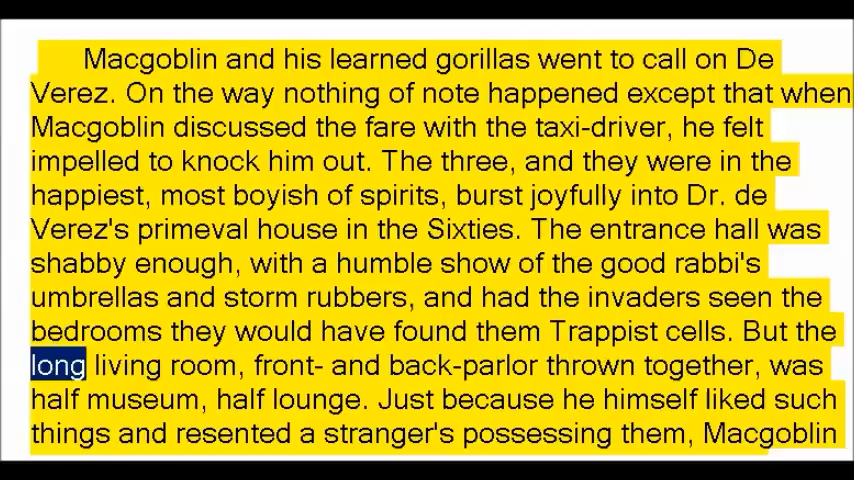 Macgoblin and his learned gorillas went to call on De
Verez. On the way nothing of note happened except that when
Macgoblin discussed the fare with the taxi-driver, he felt
impelled to knock him out. The three, and they were in the
happiest, most boyish of spirits, burst joyfully into Dr. de
Verez's primeval house in the Sixties. The entrance hall was
shabby enough, with a humble show of the good rabbi's
umbrellas and storm rubbers, and had the invaders seen the
bedrooms they would have found them Trappist cells. But the
long living room, front- and back-parlor thrown together, was
half museum, half lounge. Just because he himself liked such
things and resented a stranger's possessing them, Macgoblin